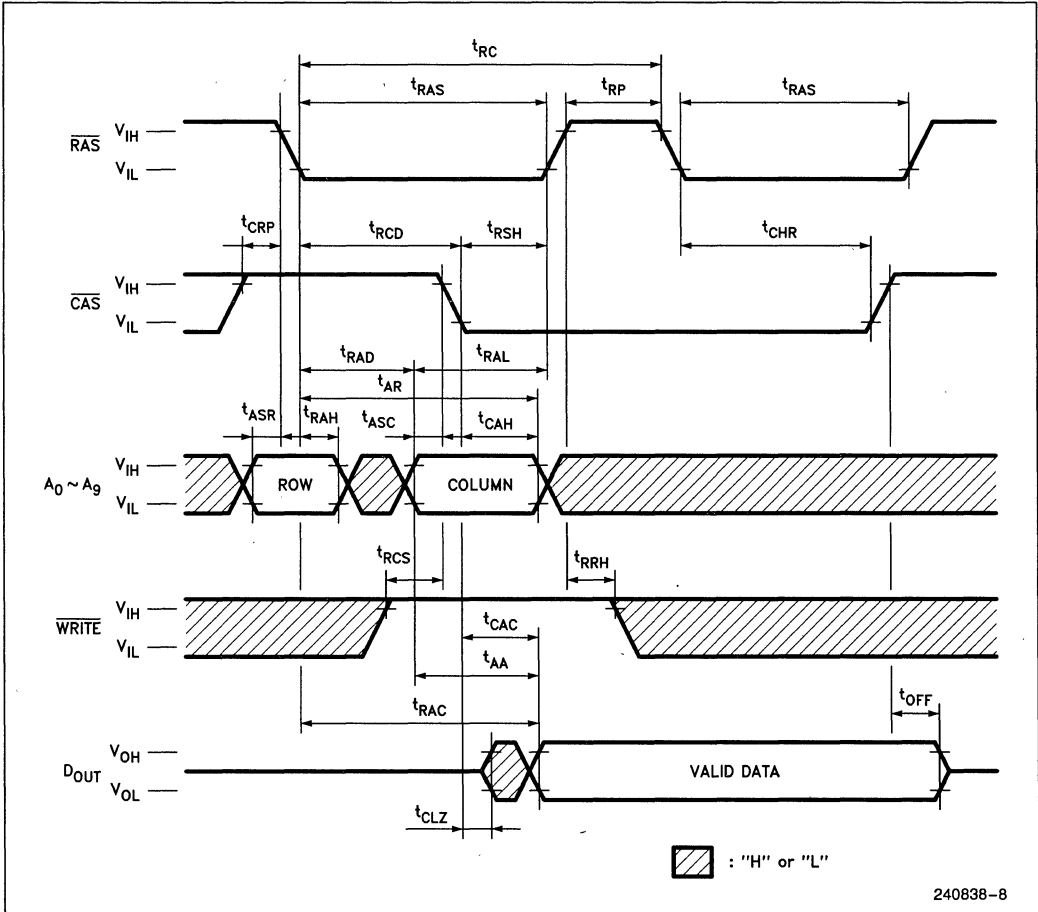 tRC
tRAS tRP tRAS
RAS VIH
VIL
tCRP tRCD tRSH tCHR
CAS VIH
VIL
tRAD tRAL
tAR
tASR tRAH tASC tCAH
A0 ~ A9 VIH
VIL
ROW COLUMN
tRCS tRRH
WRITE VIH
VIL
tCAC
tAA
tRAC tOFF
DOUT VOH
VOL
VALID DATA
tCLZ
: "H" or "L"
240838-8